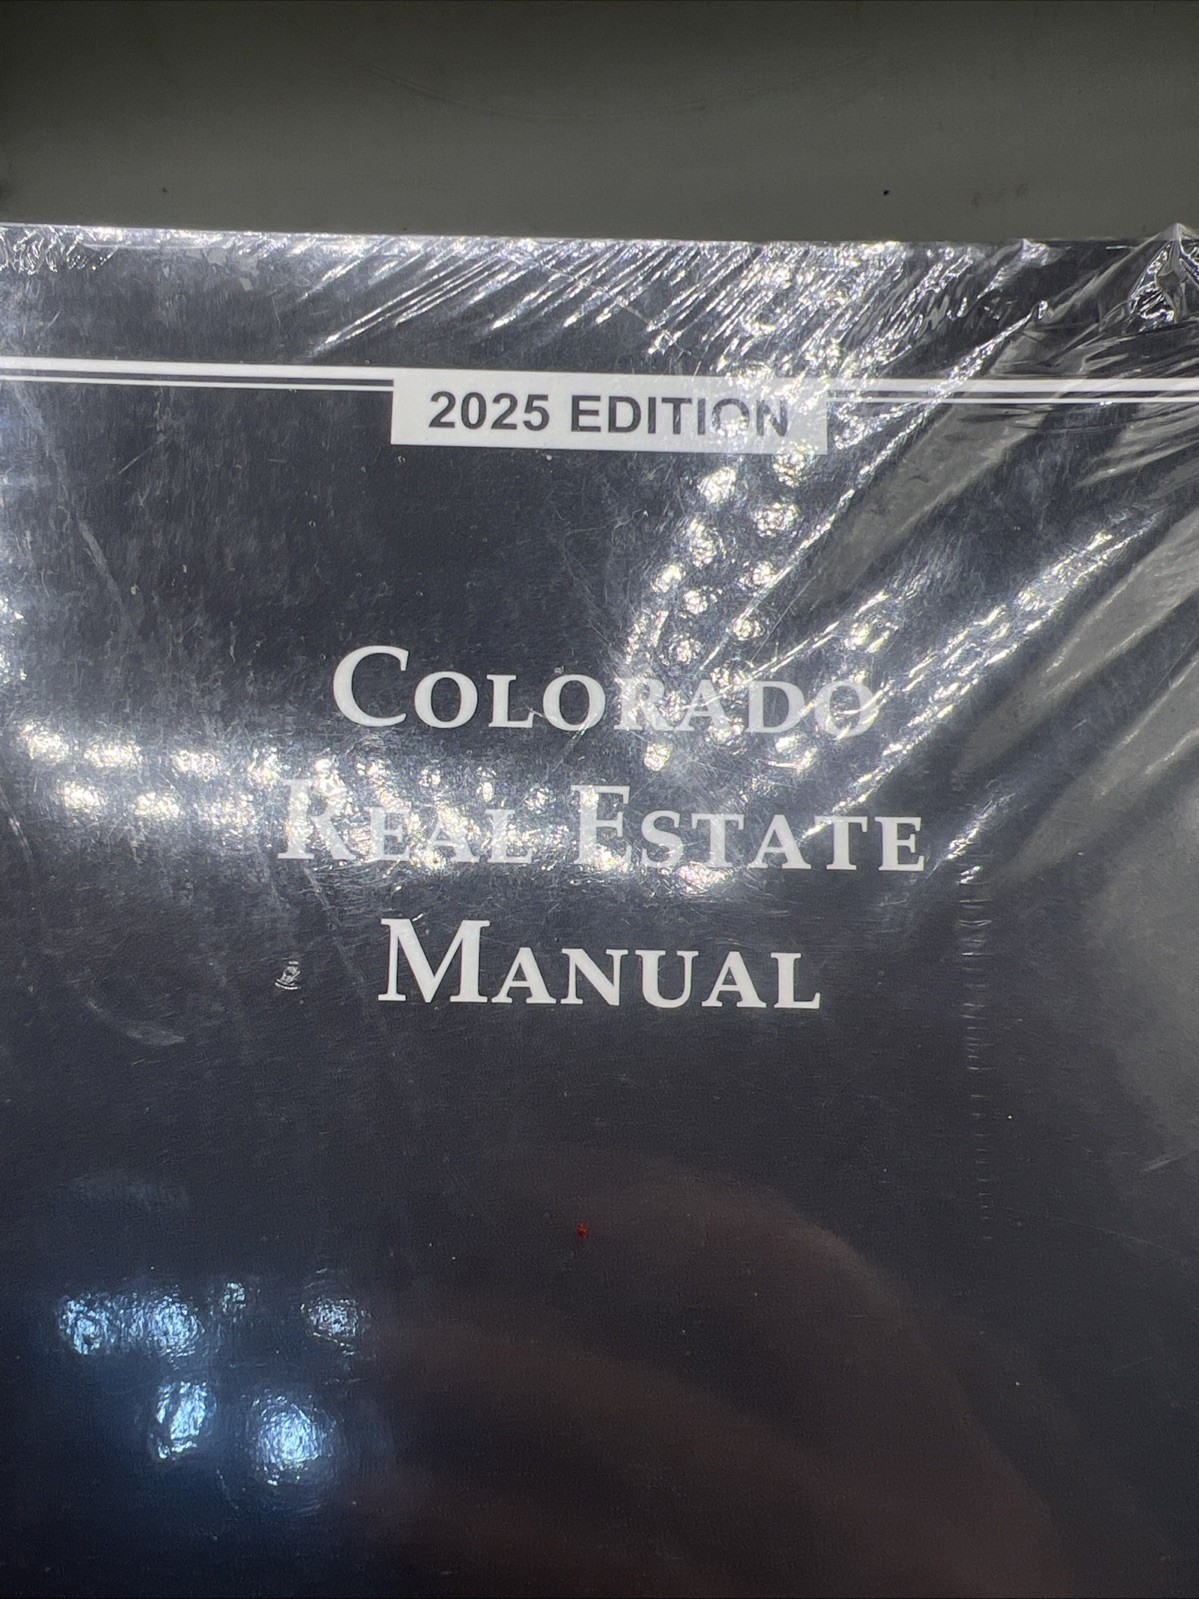 2025 EDITION
COLORADO
REAL ESTATE
MANUAL